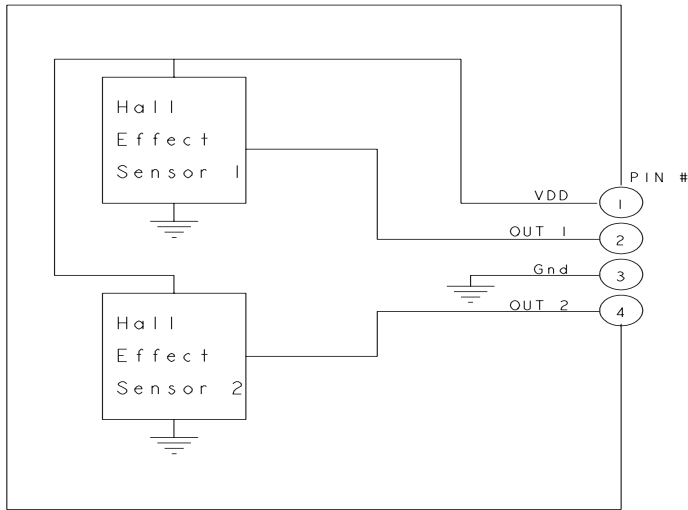 Hall
Effect
Sensor 1
PIN #
VDD
1
OUT 1
2
Gnd
3
OUT 2
4
Hall
Effect
Sensor 2